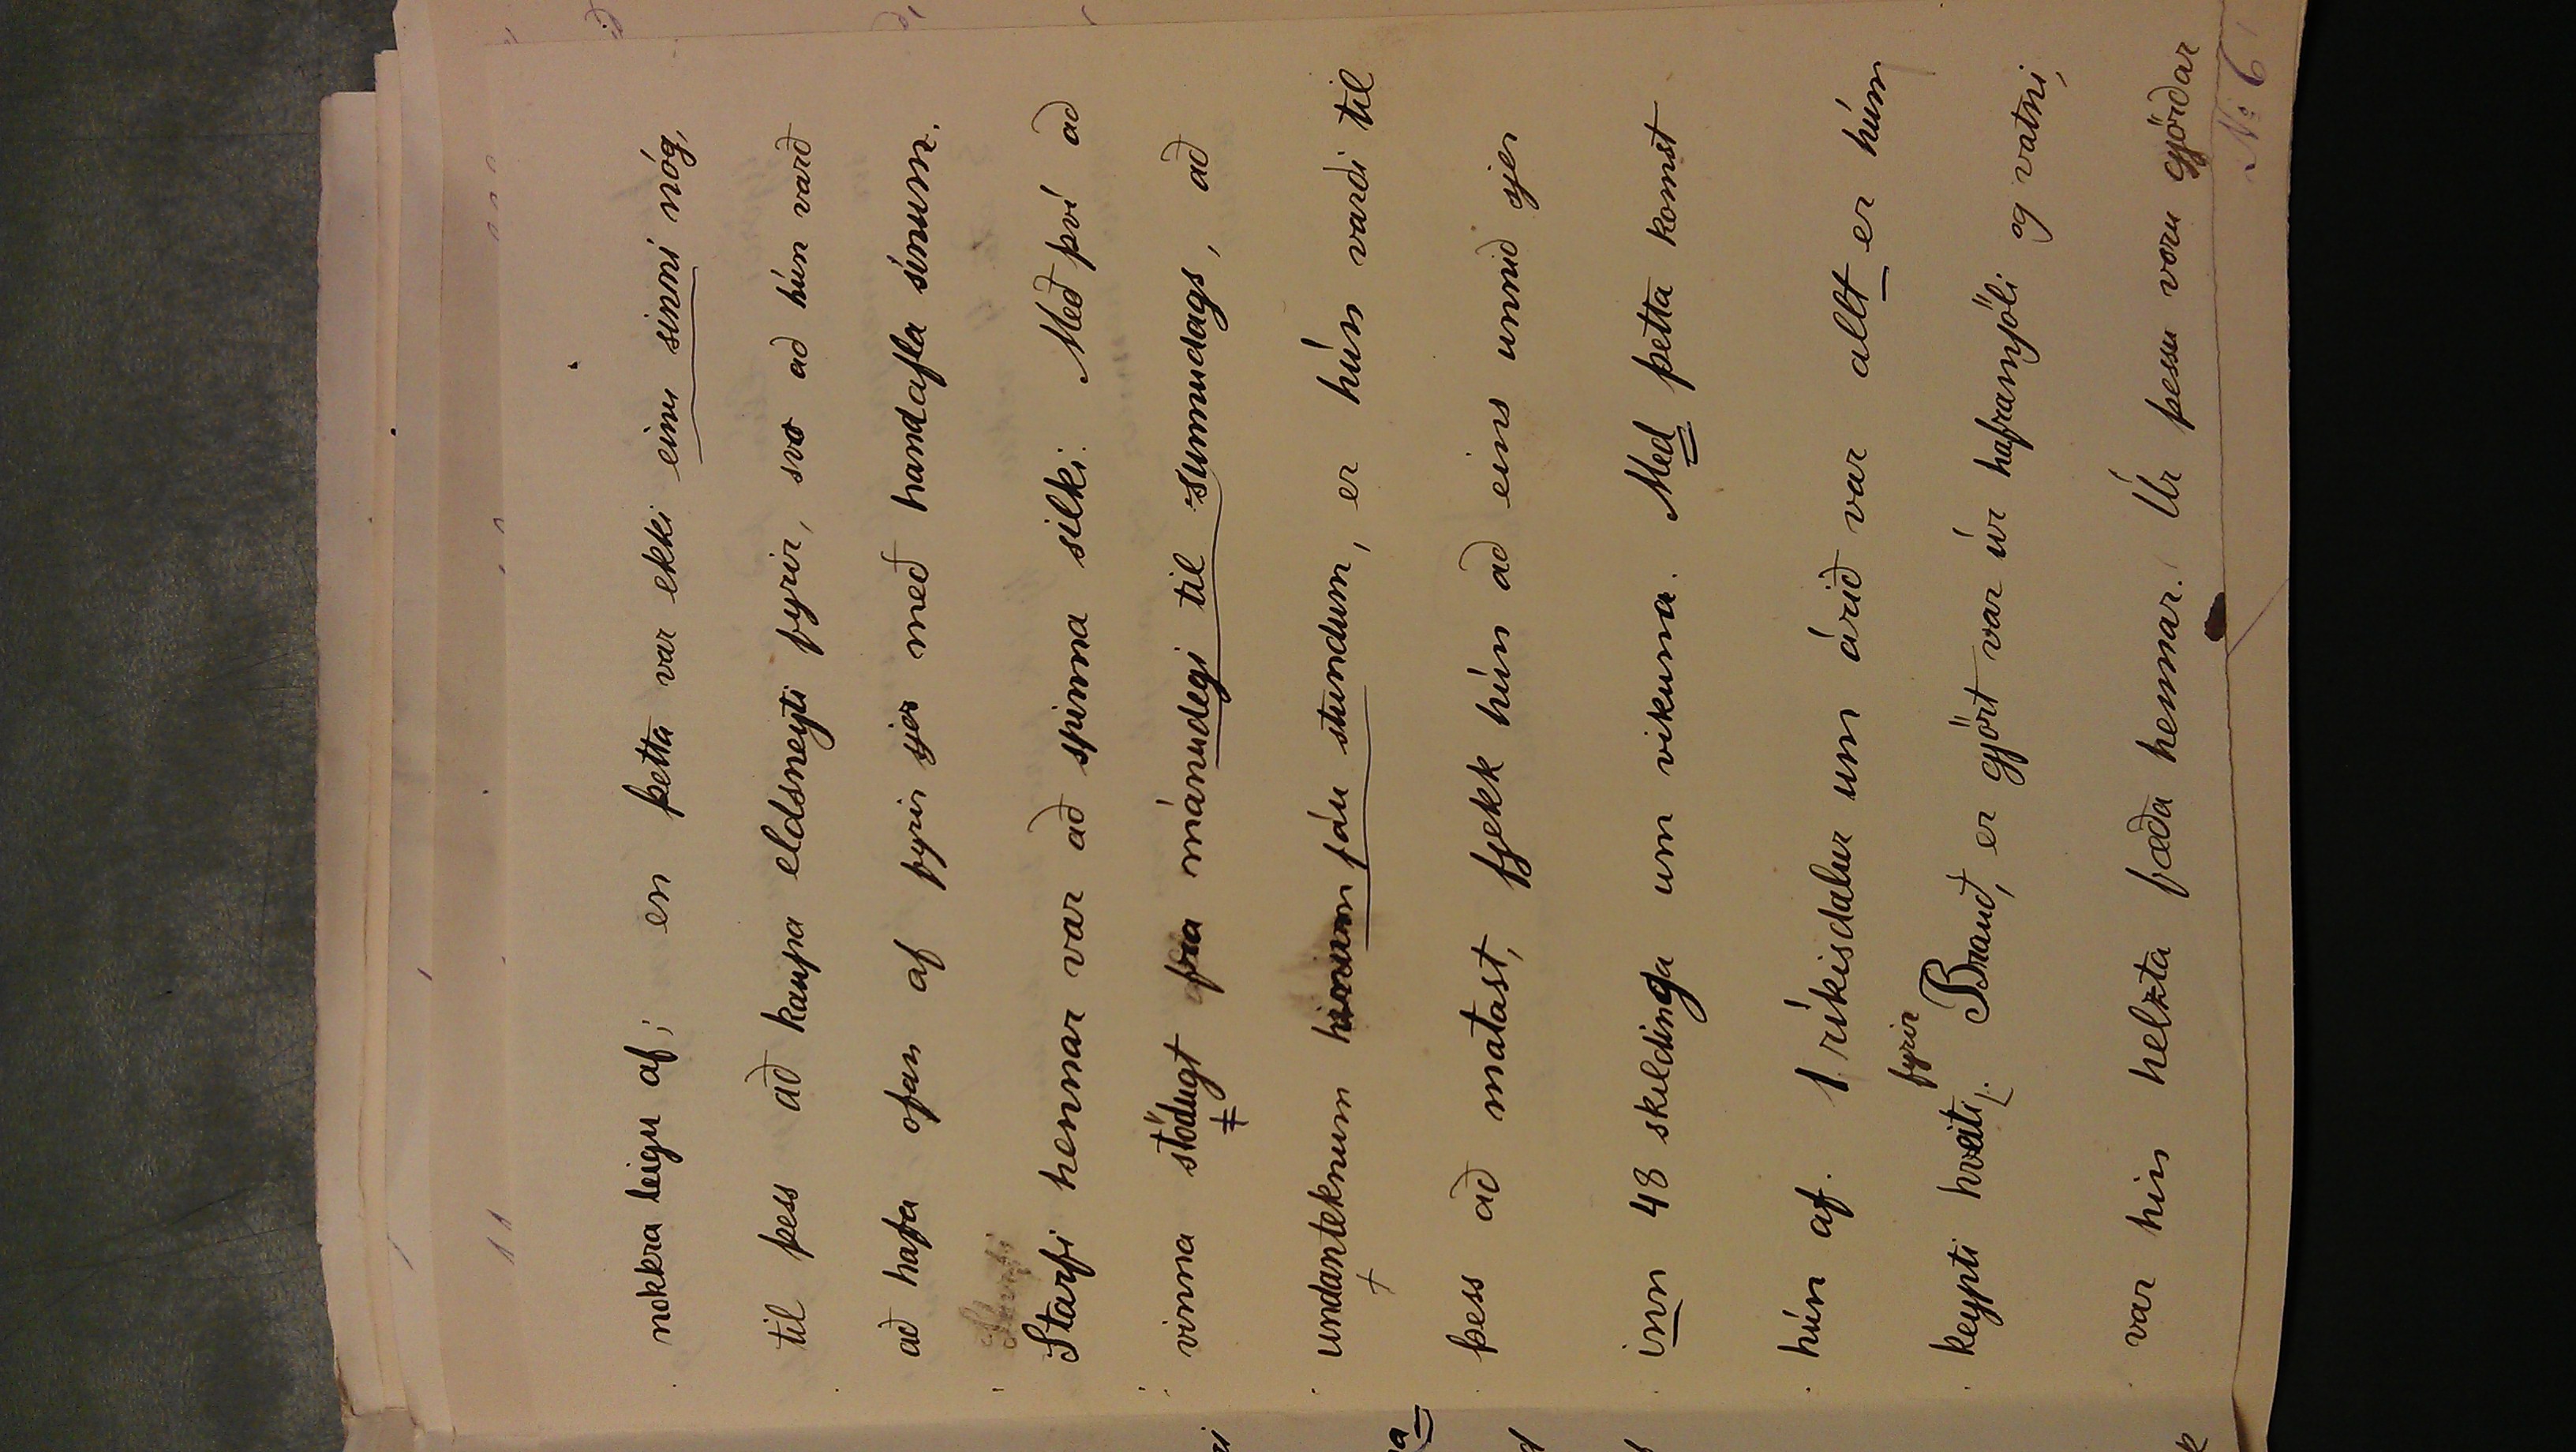 nokkra leigu af; en þetta var ekki einu sinni nóg,
til þess að kaupa eldsneyti fyrir, svo að hún varð
að hafa ofan af fyrir sjer með handafla sínum.
Starfi
Starfi hennar var að spinna silki. Með því að
vinna stöðugt frá mánudegi til sunnudags, að
undanteknum hinum fáu stundum, er hún varði til
þess að matast, fjekk hún að eins unnið sjer
inn 48 skildinga um vikuna. Með þetta komst
hún af. 1 ríkisdalur um árið var allt er hún
fyrir
keypti hveiti. Brauð, er gjört var úr haframjöli og vatni,
var hin helzta fæða hennar. Úr þessu voru gjörðar
№ 6